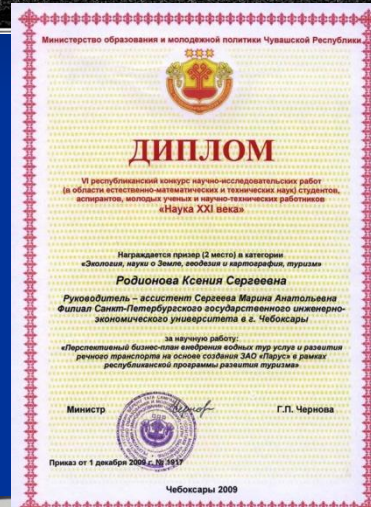 Министерство образования и молодежной политики Чувашской Республики
ДИПЛОМ
VI республиканский конкурс научно-исследовательских работ
(в области естественно-математических и технических наук) студентов,
аспирантов, молодых ученых и научно-технических работников
«Наука XXI века»
Награждается призер (2 место) в категории
«Экология, науки о Земле, геодезия и картография, туризм»
Родионова Ксения Сергеевна
Руководитель – ассистент Сергеева Марина Анатольевна
Филиал Санкт-Петербургского государственного инженерно-
экономического университета в г. Чебоксары
за научную работу:
«Перспективный бизнес-план внедрения водных тур услуг и развития
речного транспорта на основе создания ЗАО «Парус» в рамках
республиканской программы развития туризма»
Министр
Г.П. Чернова
Приказ от 1 декабря 2009 г. № 1917
Чебоксары 2009